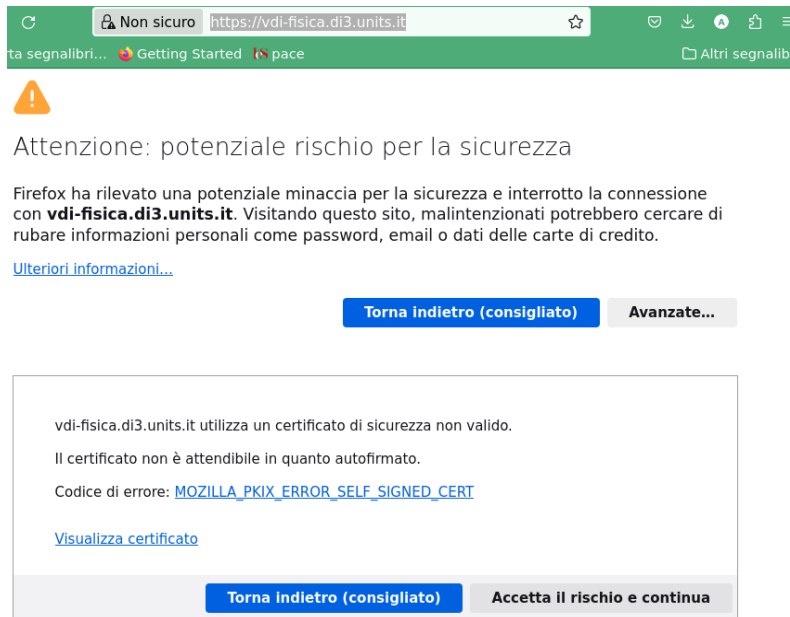 Non sicuro https://vdi-fisica.di3.units.it
ta segnalibri... Getting Started pace Altri segnalib
Attenzione: potenziale rischio per la sicurezza
Firefox ha rilevato una potenziale minaccia per la sicurezza e interrotto la connessione
con vdi-fisica.di3.units.it. Visitando questo sito, malintenzionati potrebbero cercare di
rubare informazioni personali come password, email o dati delle carte di credito.
Ulteriori informazioni...
Torna indietro (consigliato) Avanzate...
vdi-fisica.di3.units.it utilizza un certificato di sicurezza non valido.
Il certificato non è attendibile in quanto autofirmato.
Codice di errore: MOZILLA_PKIX_ERROR_SELF_SIGNED_CERT
Visualizza certificato
Torna indietro (consigliato) Accetta il rischio e continua